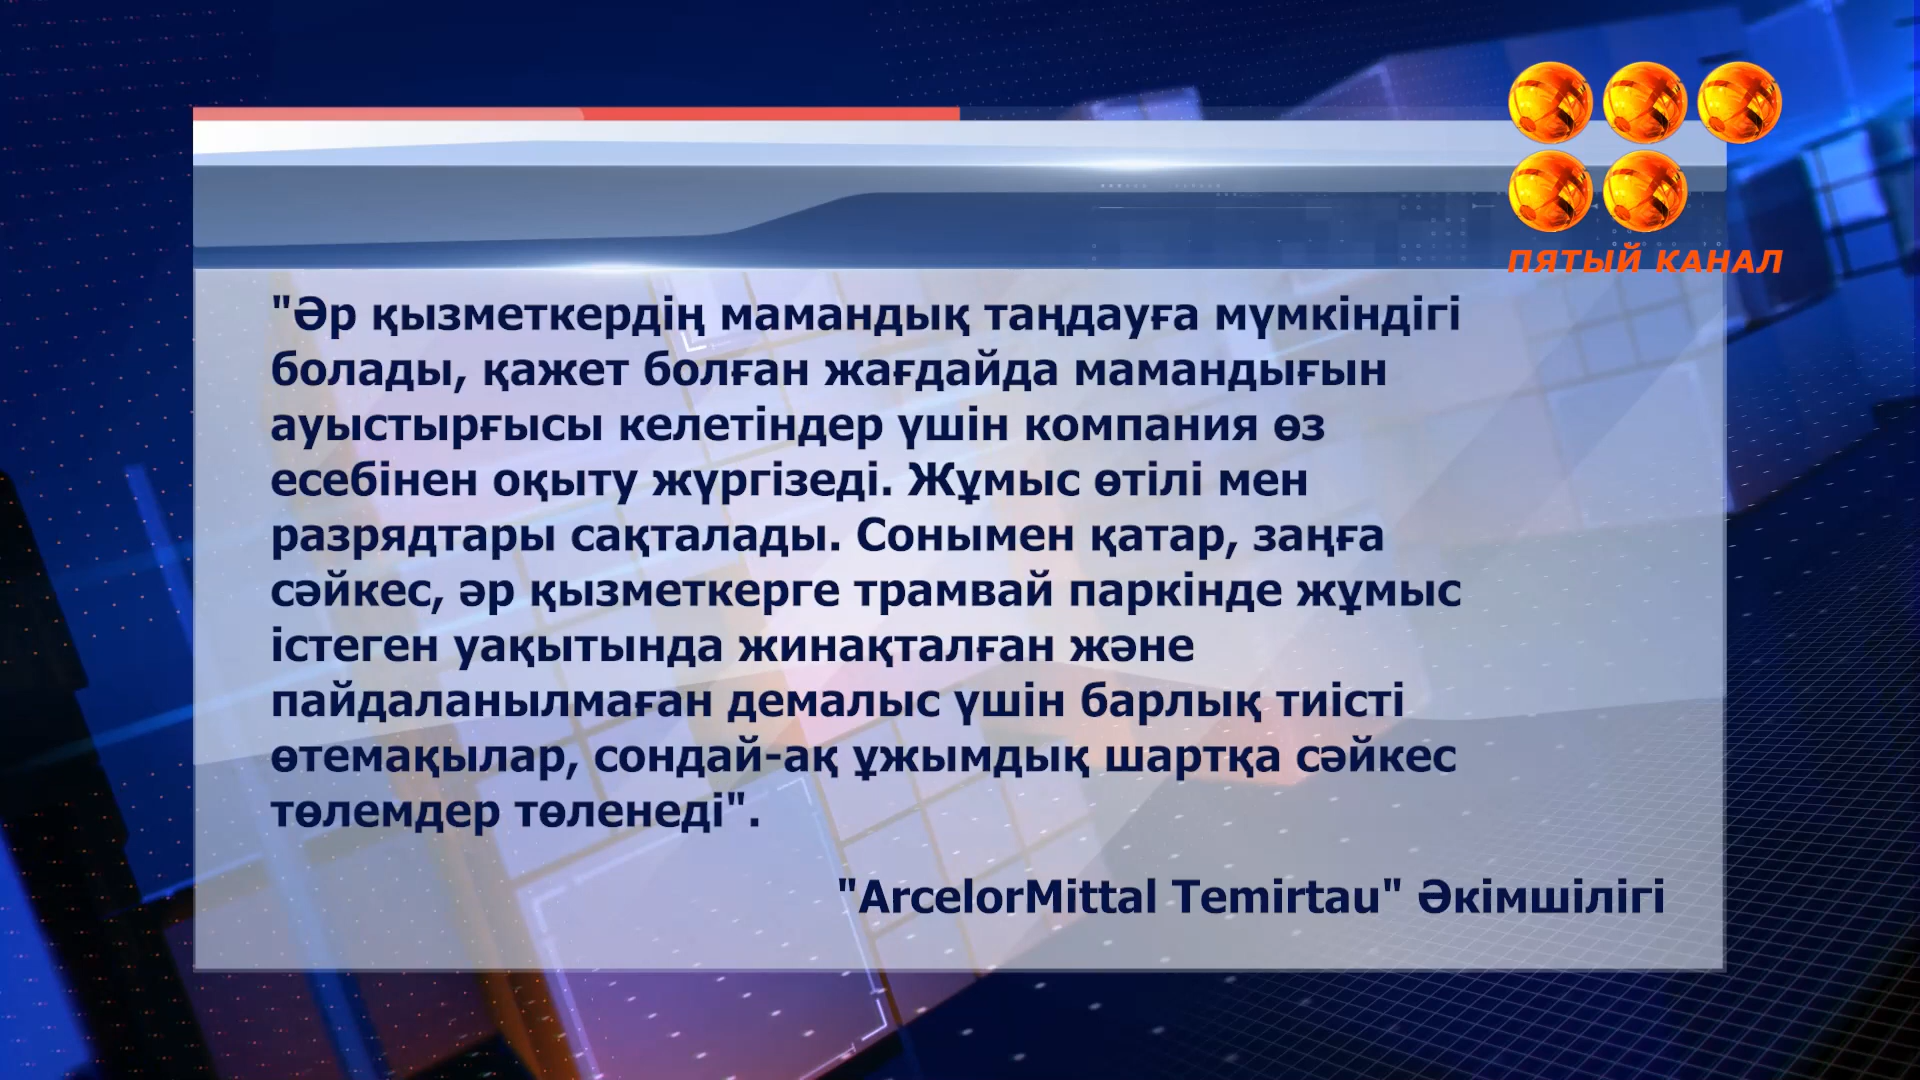 ПЯТЫЙ КАНАЛ
"Әр қызметкердің мамандық таңдауға мүмкіндігі
болады, қажет болған жағдайда мамандығын
ауыстырғысы келетіндер үшін компания өз
есебінен оқыту жүргізеді. Жұмыс өтілі мен
разрядтары сақталады. Сонымен қатар, заңға
сәйкес, әр қызметкерге трамвай паркінде жұмыс
істеген уақытында жинақталған және
пайдаланылмаған демалыс үшін барлық тиісті
өтемақылар, сондай-ақ ұжымдық шартқа сәйкес
төлемдер төленеді".
"ArcelorMittal Temirtau" Әкімшілігі